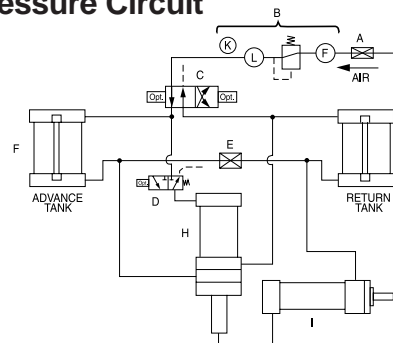 essure Circuit
B
K
L
F
A
AIR
Opt.
C
Opt.
F
E
Opt.
D
ADVANCE
TANK
RETURN
TANK
H
I